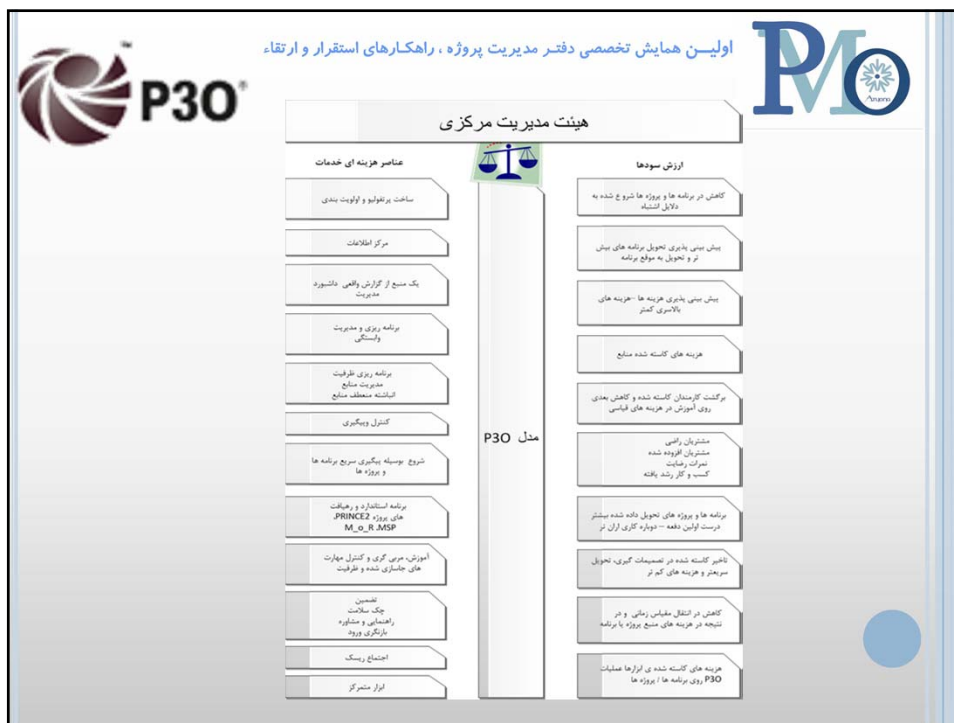 اولیــن همایش تخصصی دفتـر مدیریت پروژه ، راهکـارهای استقرار و ارتقاء
PMO
Aruena
P3O®
هیئت مدیریت مرکزی
ارزش سودها
کاهش در برنامه ها و پروژه ها شروع شده به
دلایل اشتباه
پیش بینی پذیری تحویل برنامه های بیش
تر و تحویل به موقع برنامه
پیش بینی پذیری هزینه ها –هزینه های
بالاسری کمتر
هزینه های کاسته شده منابع
برگشت کارمندان کاسته شده و کاهش بعدی
روی آموزش در هزینه های قیاسی
مشتریان راضی
مشتریان افزوده شده
نمرات رضایت
کسب و کار رشد یافته
برنامه ها و پروژه های تحویل داده شده بیشتر
درست اولین دفعه – دوباره کاری ارزان تر
تاخیر کاسته شده در تصمیمات گیری، تحویل
سریعتر و هزینه های کم تر
کاهش در انتقال مقیاس زمانی و در
نتیجه در هزینه های منبع پروژه یا برنامه
هزینه های کاسته شده ی ابزارها عملیات
P3O روی برنامه ها / پروژه ها
مدل P3O
عناصر هزینه ای خدمات
ساخت پرتفولیو و اولویت بندی
مرکز اطلاعات
یک منبع از گزارش واقعی داشبورد
مدیریت
برنامه ریزی و مدیریت
وابستگی
برنامه ریزی ظرفیت
مدیریت منابع
انباشته منعطف منابع
کنترل وپیگیری
شروع بوسیله پیگیری سریع برنامه ها
و پروژه ها
برنامه استاندارد و رهیافت
های پروژه PRINCE2،
M_o_R ،MSP
آموزش، مربی گری و کنترل مهارت
های جاسازی شده و ظرفیت
تضمین
چک سلامت
راهنمایی و مشاوره
بازنگری ورود
اجتماع ریسک
ابزار متمرکز